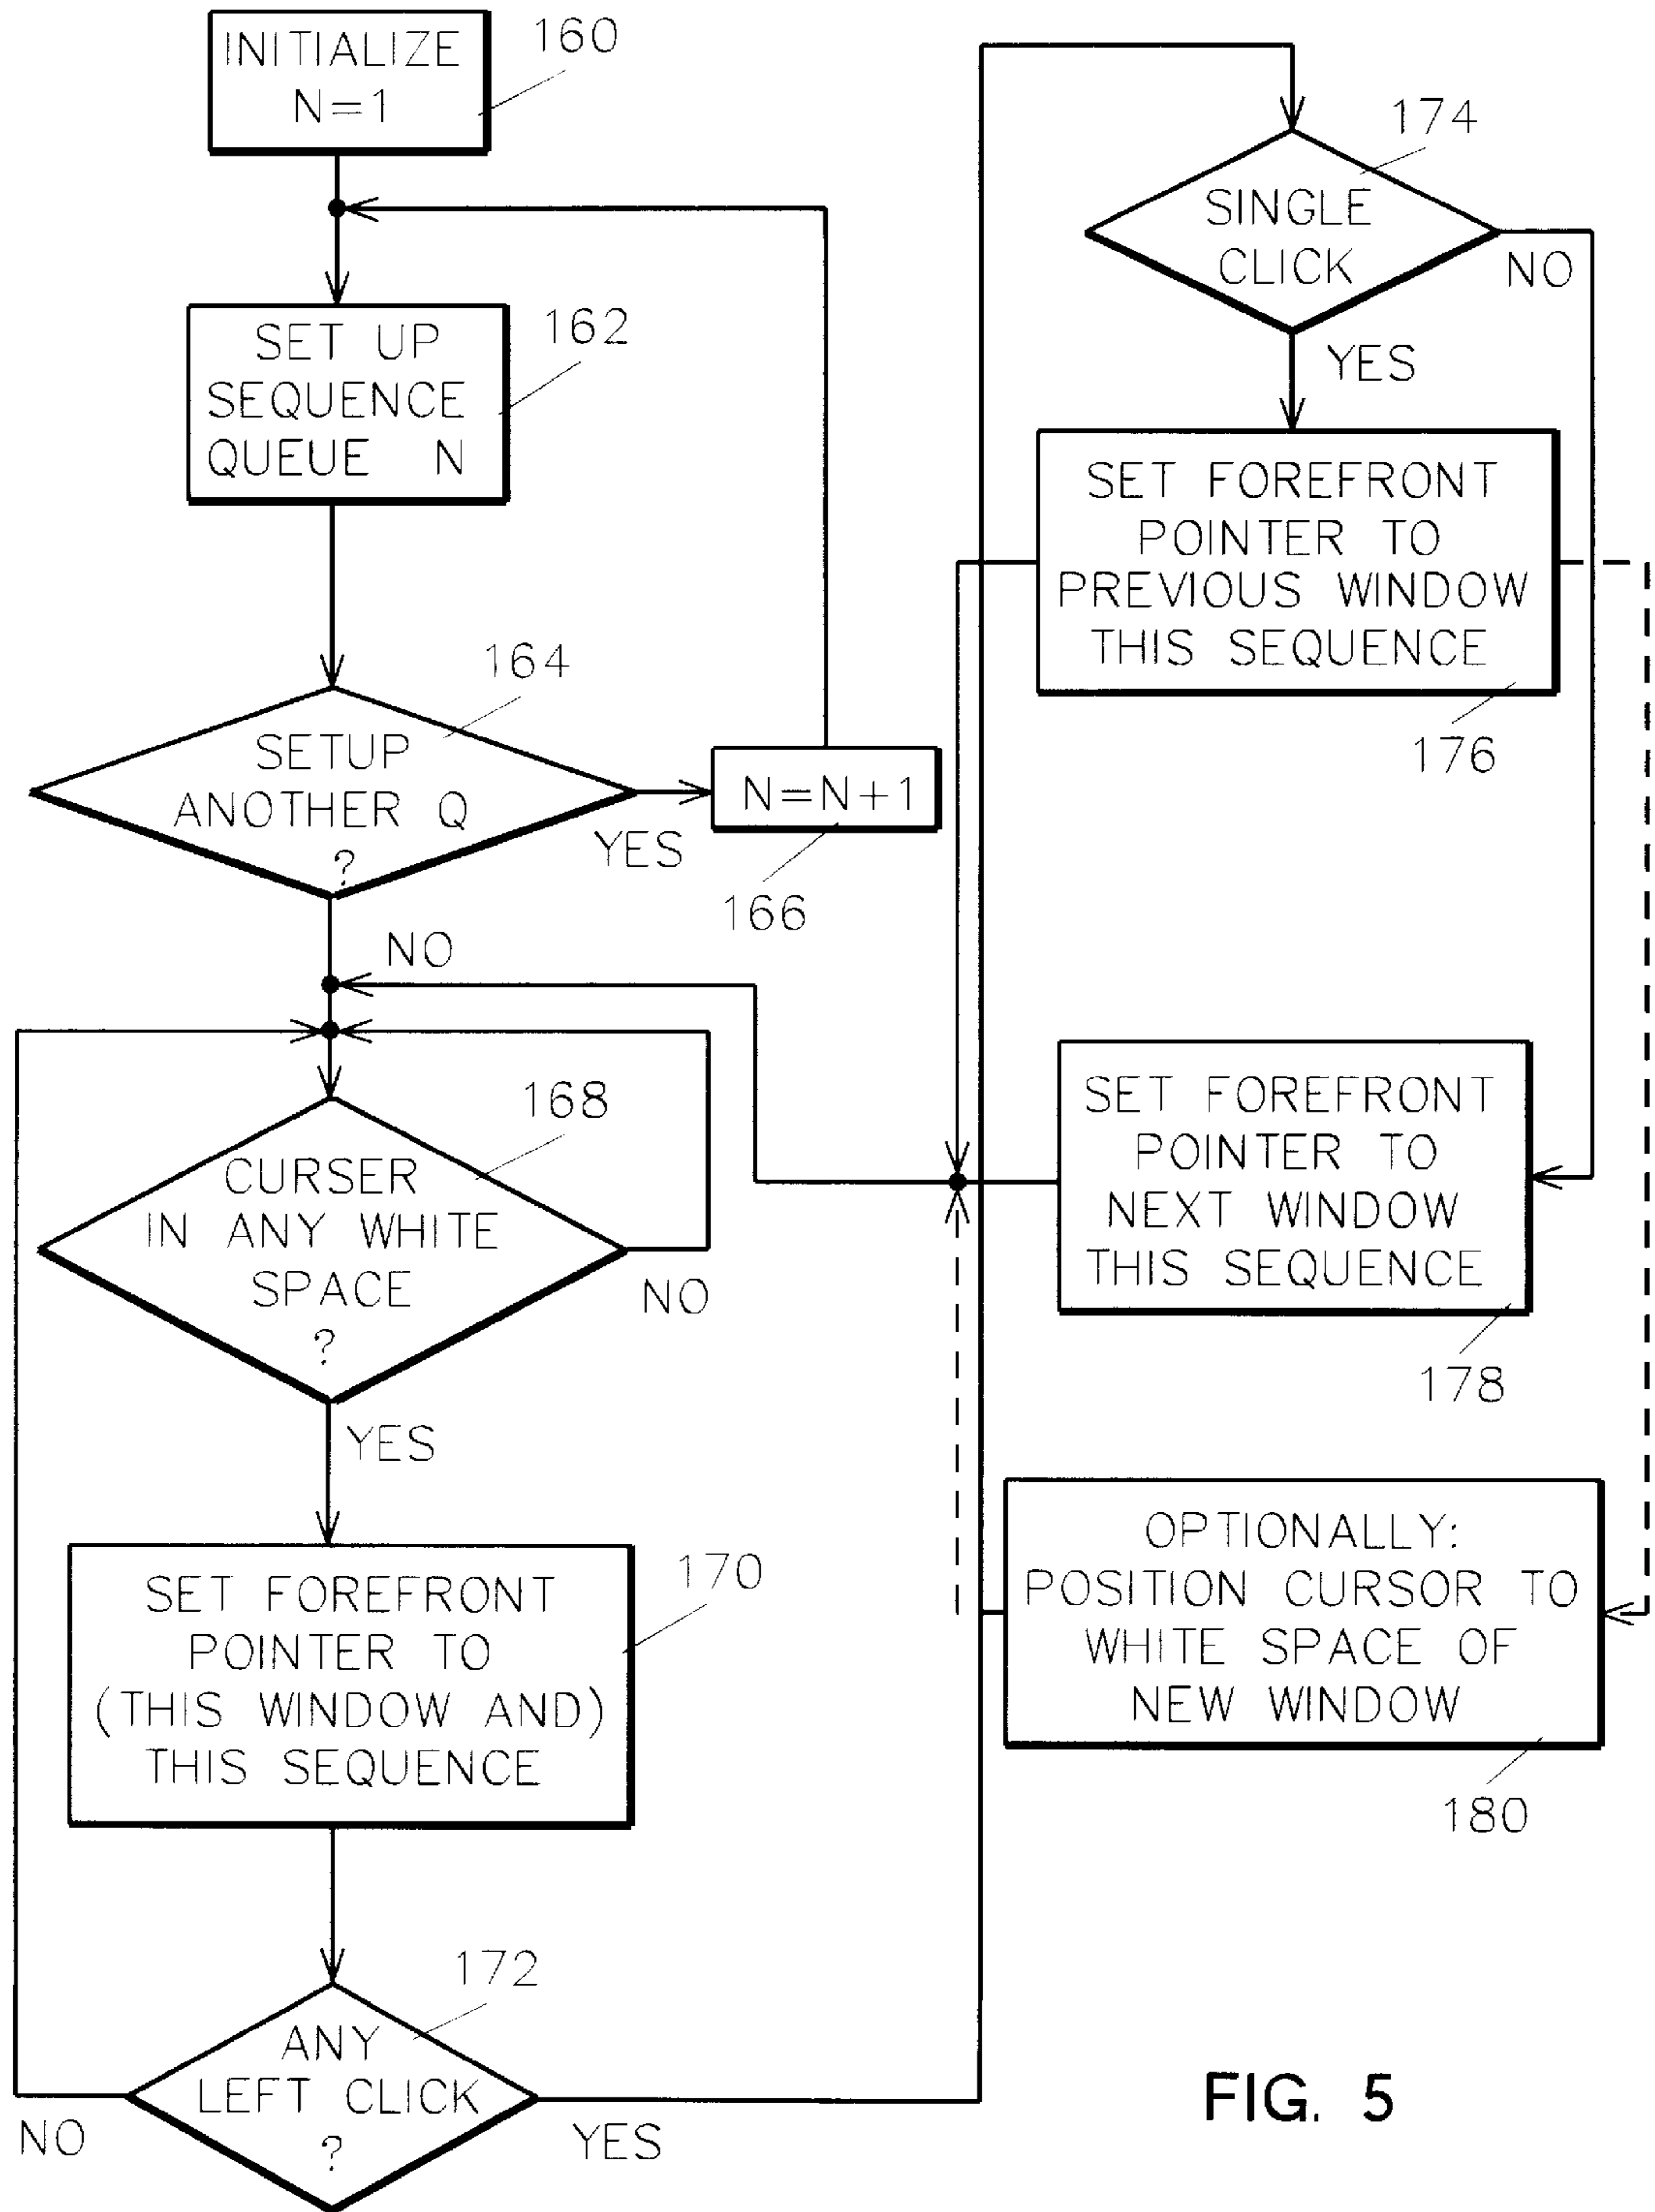 INITIALIZE
N=1
160
SET UP
SEQUENCE
QUEUE N
162
164
SETUP
ANOTHER Q
?
YES
N=N+1
166
NO
168
CURSER
IN ANY WHITE
SPACE
?
NO
YES
170
SET FOREFRONT
POINTER TO
(THIS WINDOW AND)
THIS SEQUENCE
172
ANY
LEFT CLICK
?
NO
YES
174
SINGLE
CLICK
NO
YES
SET FOREFRONT
POINTER TO
PREVIOUS WINDOW
THIS SEQUENCE
176
SET FOREFRONT
POINTER TO
NEXT WINDOW
THIS SEQUENCE
178
OPTIONALLY:
POSITION CURSOR TO
WHITE SPACE OF
NEW WINDOW
180
FIG. 5